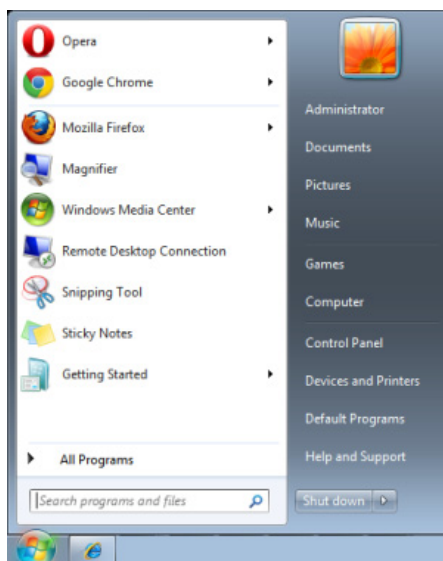 Opera
Google Chrome
Mozilla Firefox
Magnifier
Windows Media Center
Remote Desktop Connection
Snipping Tool
Sticky Notes
Getting Started
All Programs
Search programs and files
Administrator
Documents
Pictures
Music
Games
Computer
Control Panel
Devices and Printers
Default Programs
Help and Support
Shut down